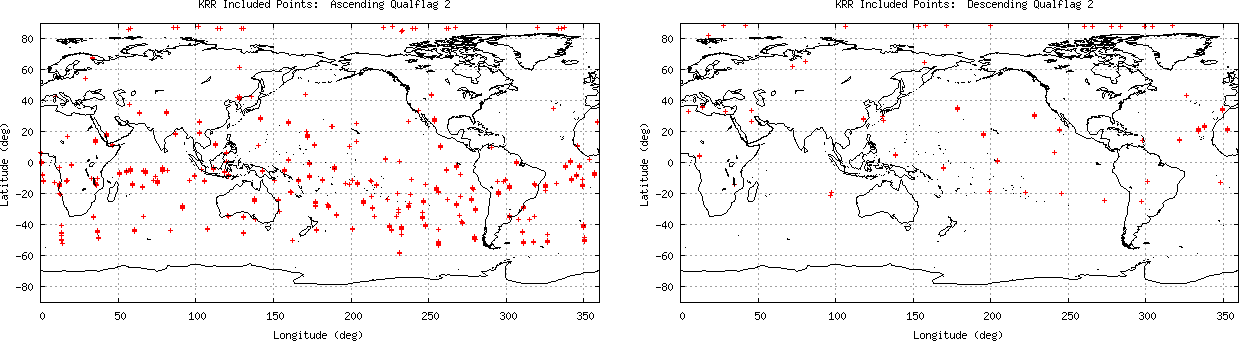 KRR Included Points:  Ascending Qualflag 2
80
60
40
20
0
−20
−40
−60
−80
Latitude (deg)
0 50 100 150 200 250 300 350
Longitude (deg)
KRR Included Points:  Descending Qualflag 2
80
60
40
20
0
−20
−40
−60
−80
Latitude (deg)
0 50 100 150 200 250 300 350
Longitude (deg)